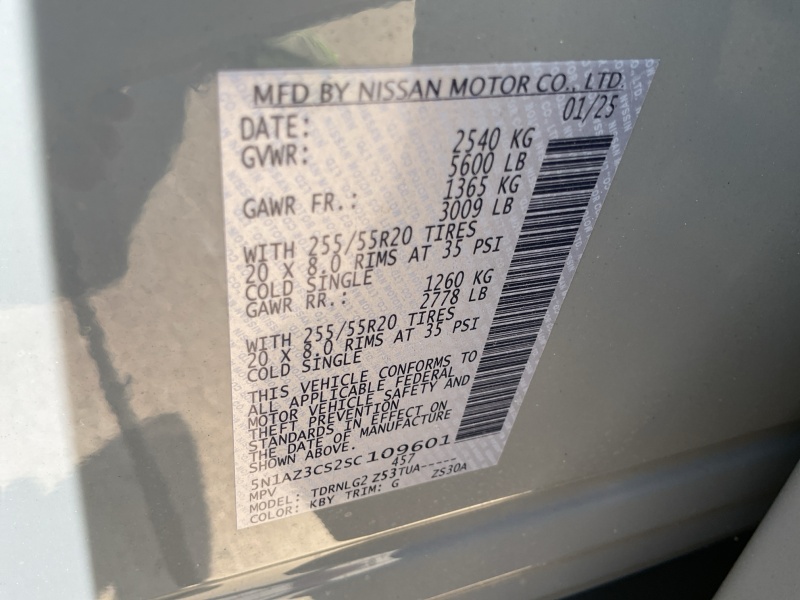 MFD BY NISSAN MOTOR CO., LTD.
DATE: 01/25
GVWR: 2540 KG
5600 LB
GAWR FR.: 1365 KG
3009 LB
WITH 255/55R20 TIRES
20 X 8.0 RIMS AT 35 PSI
COLD SINGLE
GAWR RR.: 1260 KG
2778 LB
WITH 255/55R20 TIRES
20 X 8.0 RIMS AT 35 PSI
COLD SINGLE
THIS VEHICLE CONFORMS TO
ALL APPLICABLE FEDERAL
MOTOR VEHICLE SAFETY AND
THEFT PREVENTION
STANDARDS IN EFFECT ON
THE DATE OF MANUFACTURE
SHOWN ABOVE.
5N1AZ3CS2SC109601
MPV 457
MODEL: TDRNLG2 Z53TUA-----
COLOR: KBY TRIM: G ZS30A